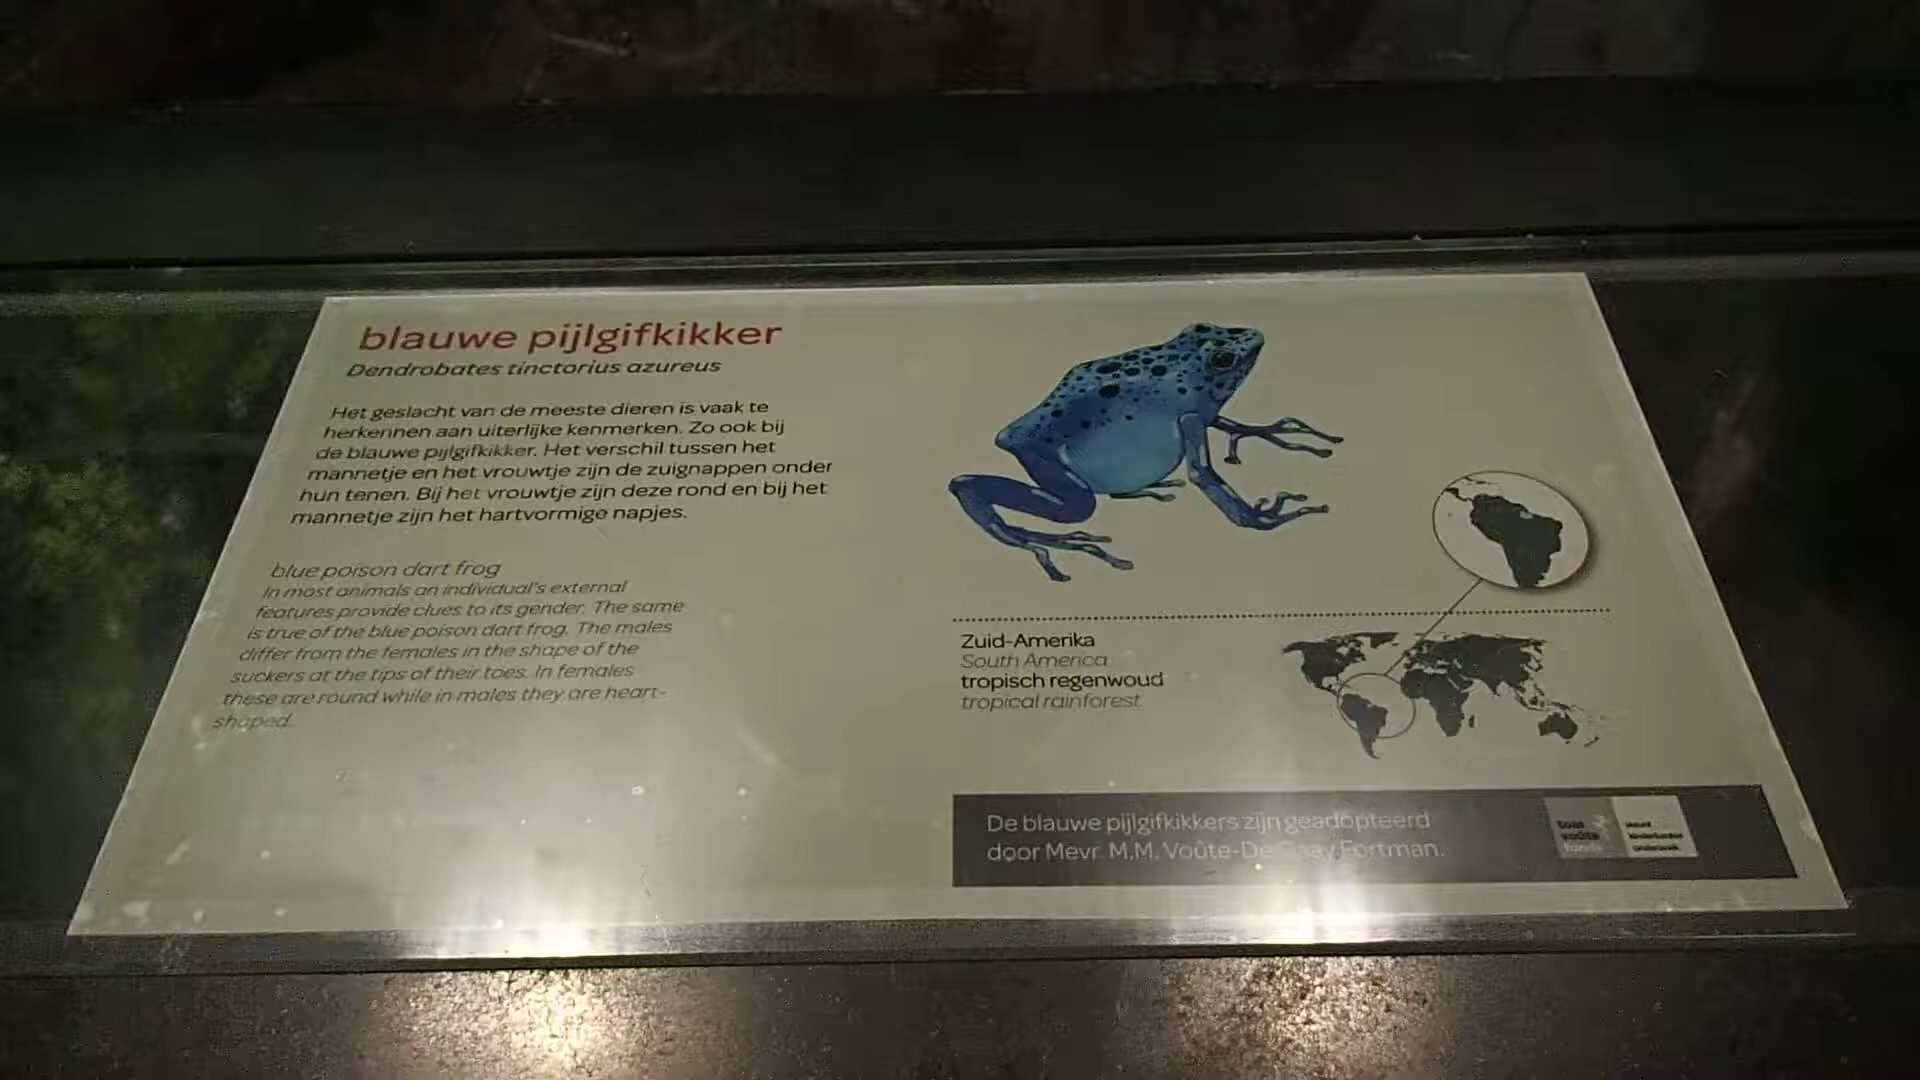 blauwe pijlgifkikker
Dendrobates tinctorius azureus
Het geslacht van de meeste dieren is vaak te
herkennen aan uiterlijke kenmerken. Zo ook bij
de blauwe pijlgifkikker. Het verschil tussen het
mannetje en het vrouwtje zijn de zuignappen onder
hun tenen. Bij het vrouwtje zijn deze rond en bij het
mannetje zijn het hartvormige napjes.
blue poison dart frog
In most animals an individual's external
features provide clues to its gender. The same
is true of the blue poison dart frog. The males
differ from the females in the shape of the
suckers at the tips of their toes. In females
these are round while in males they are heart-
shaped.
Zuid-Amerika
South America
tropisch regenwoud
tropical rainforest
De blauwe pijlgifkikkers zijn geadopteerd
door Mevr. M.M. Voûte-De Fortman.
voûte
fonds